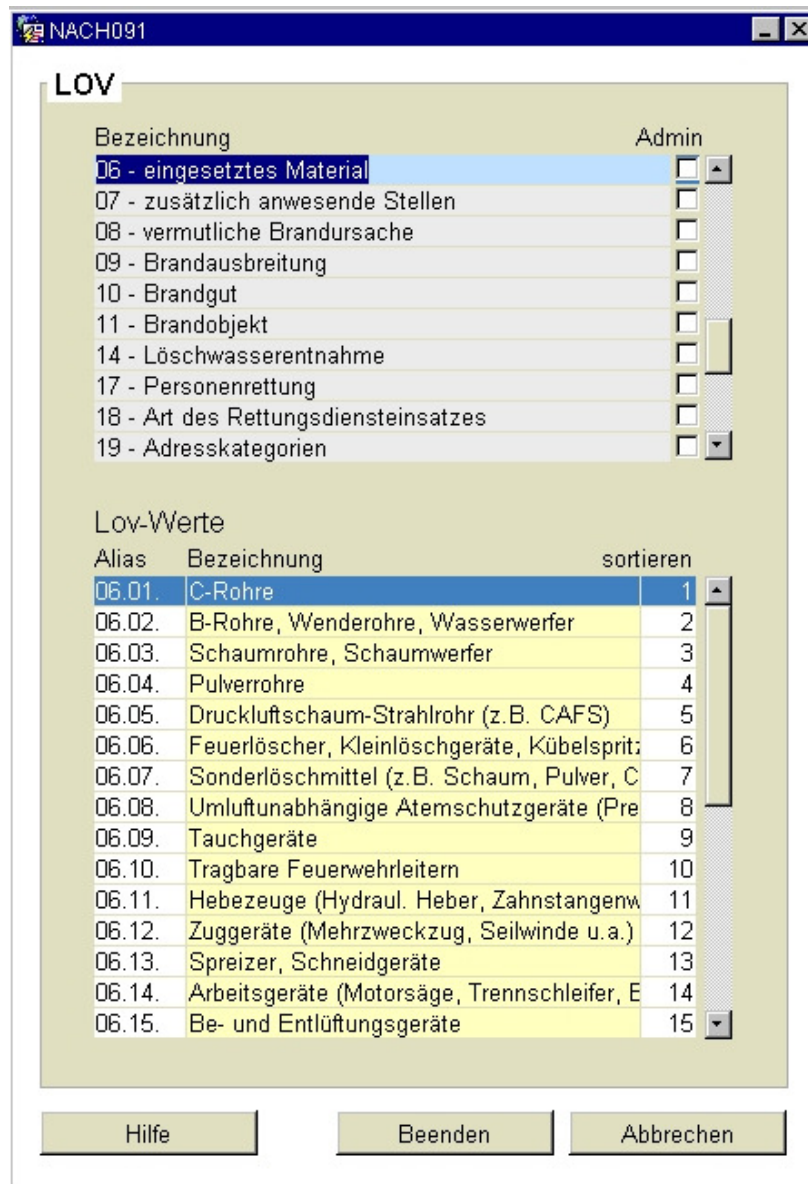 NACH091
LOV
Bezeichnung Admin
06 - eingesetztes Material
07 - zusätzlich anwesende Stellen
08 - vermutliche Brandursache
09 - Brandausbreitung
10 - Brandgut
11 - Brandobjekt
14 - Löschwasserentnahme
17 - Personenrettung
18 - Art des Rettungsdiensteinsatzes
19 - Adresskategorien
Lov-Werte
Alias Bezeichnung sortieren
06.01. C-Rohre 1
06.02. B-Rohre, Wenderohre, Wasserwerfer 2
06.03. Schaumrohre, Schaumwerfer 3
06.04. Pulverrohre 4
06.05. Druckluftschaum-Strahlrohr (z.B. CAFS) 5
06.06. Feuerlöscher, Kleinlöschgeräte, Kübelspritz 6
06.07. Sonderlöschmittel (z.B. Schaum, Pulver, C 7
06.08. Umluftunabhängige Atemschutzgeräte (Pre 8
06.09. Tauchgeräte 9
06.10. Tragbare Feuerwehrleitern 10
06.11. Hebezeuge (Hydraul. Heber, Zahnstangenw 11
06.12. Zuggeräte (Mehrzweckzug, Seilwinde u.a.) 12
06.13. Spreizer, Schneidgeräte 13
06.14. Arbeitsgeräte (Motorsäge, Trennschleifer, E 14
06.15. Be- und Entlüftungsgeräte 15
Hilfe Beenden Abbrechen